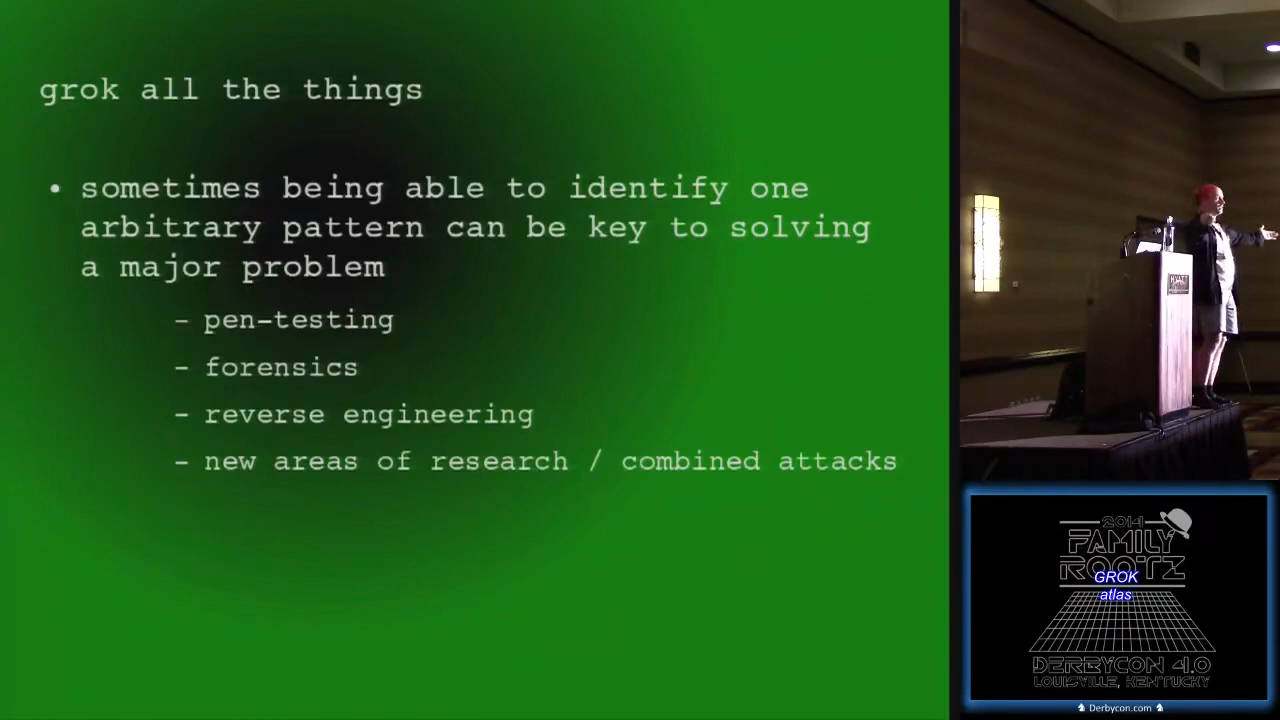 grok all the things
• sometimes being able to identify one
arbitrary pattern can be key to solving
a major problem
– pen-testing
– forensics
– reverse engineering
– new areas of research / combined attacks
2014
FAMILY
ROOTZ
GROK
atlas
DERBYCON 4.0
LOUISVILLE, KENTUCKY
Derbycon.com